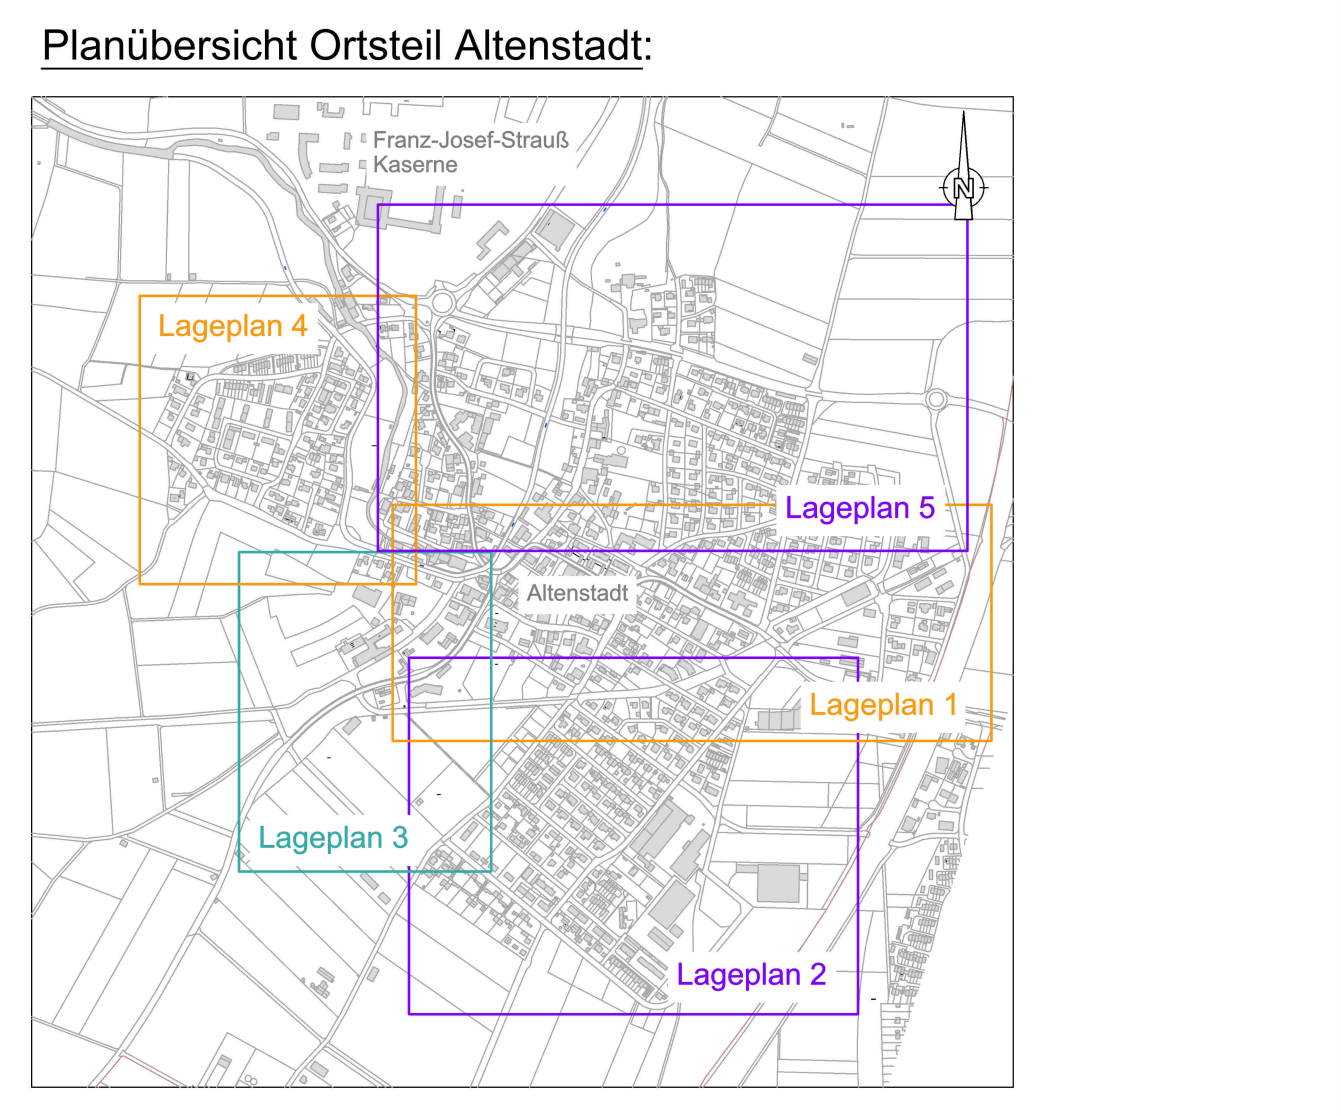 Planübersicht Ortsteil Altenstadt:
Franz-Josef-Strauß
Kaserne
N
Lageplan 4
Lageplan 5
Altenstadt
Lageplan 1
Lageplan 3
Lageplan 2